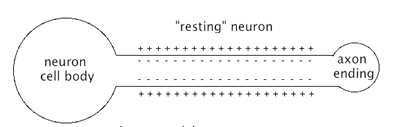 "resting" neuron
neuron
cell body
+ + + + + + + + + + + + + + + + + + + +
- - - - - - - - - - - - - - - - - - - -
- - - - - - - - - - - - - - - - - - - -
+ + + + + + + + + + + + + + + + + + + +
axon
ending